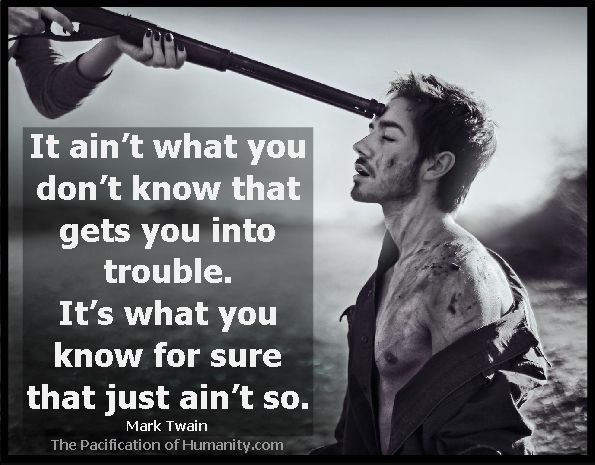 It ain’t what you
don’t know that
gets you into
trouble.
It’s what you
know for sure
that just ain’t so.
Mark Twain
The Pacification of Humanity.com